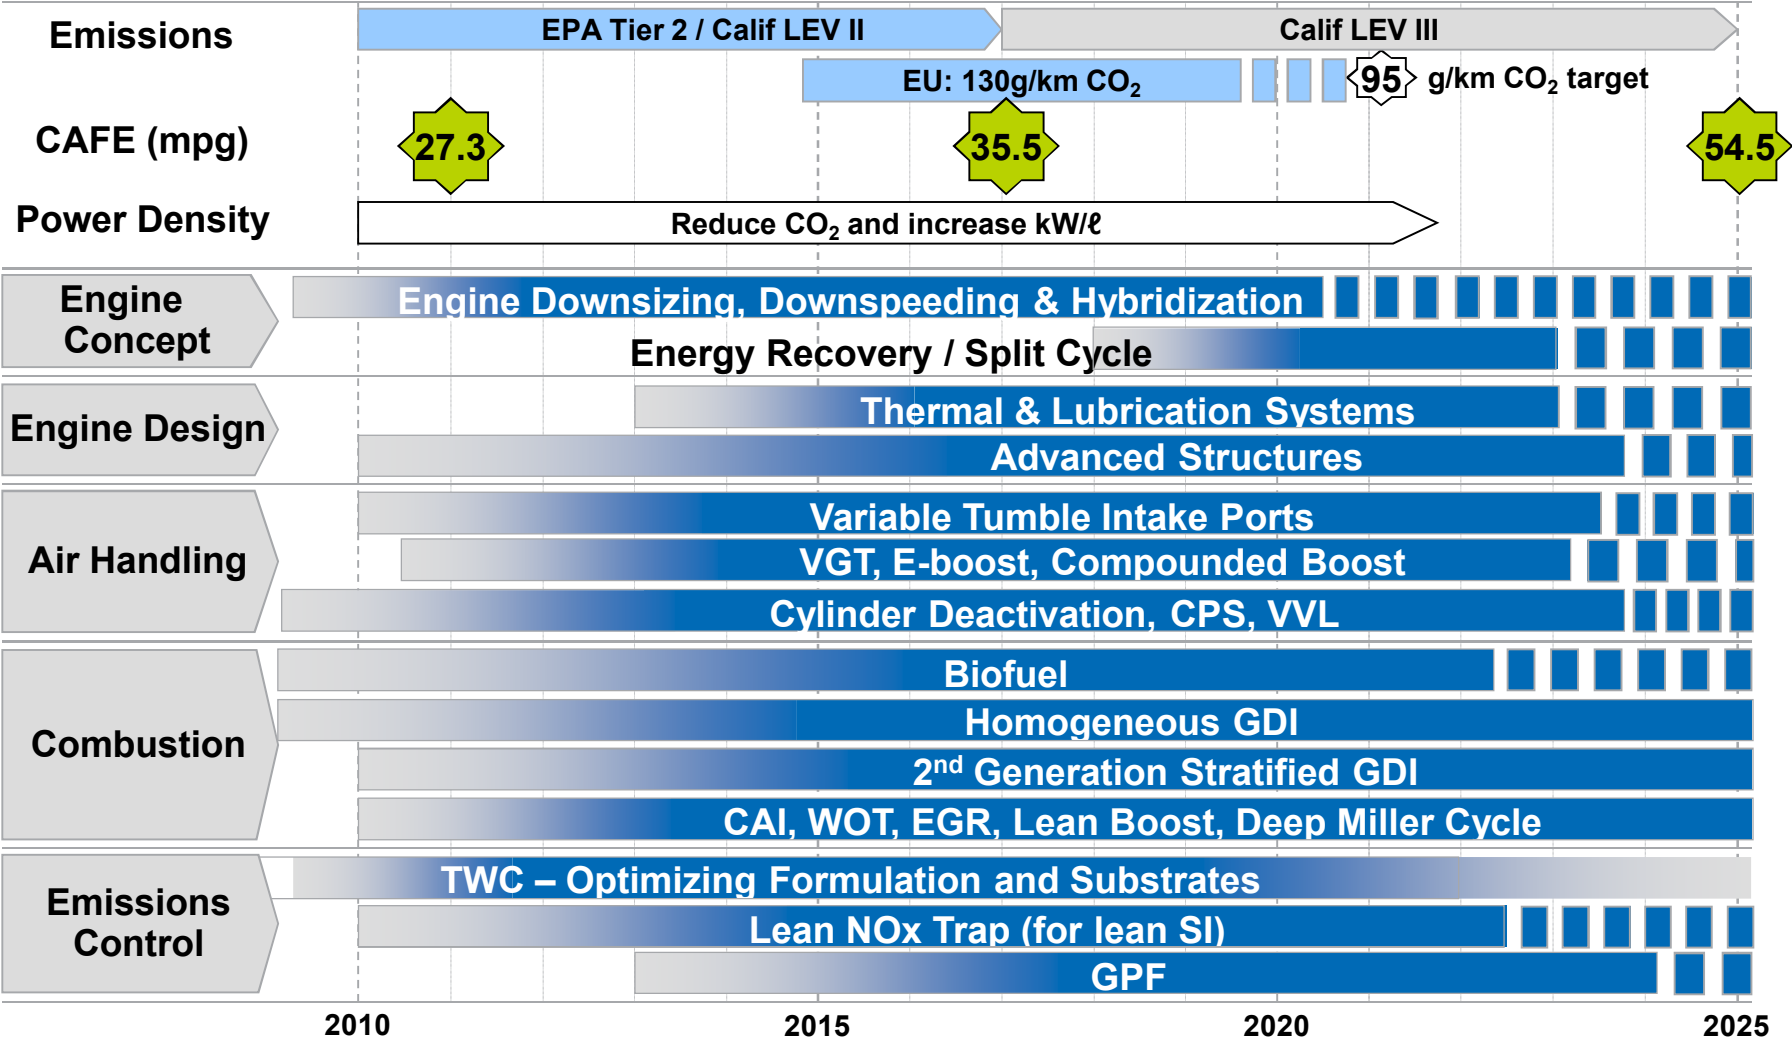 Emissions
EPA Tier 2 / Calif LEV II
Calif LEV III
EU: 130g/km CO₂
95
g/km CO₂ target
CAFE (mpg)
27.3
35.5
54.5
Power Density
Reduce CO₂ and increase kW/ℓ
Engine
Concept
Engine Downsizing, Downspeeding & Hybridization
Energy Recovery / Split Cycle
Engine Design
Thermal & Lubrication Systems
Advanced Structures
Air Handling
Variable Tumble Intake Ports
VGT, E-boost, Compounded Boost
Cylinder Deactivation, CPS, VVL
Combustion
Biofuel
Homogeneous GDI
2nd Generation Stratified GDI
CAI, WOT, EGR, Lean Boost, Deep Miller Cycle
Emissions
Control
TWC – Optimizing Formulation and Substrates
Lean NOx Trap (for lean SI)
GPF
2010
2015
2020
2025